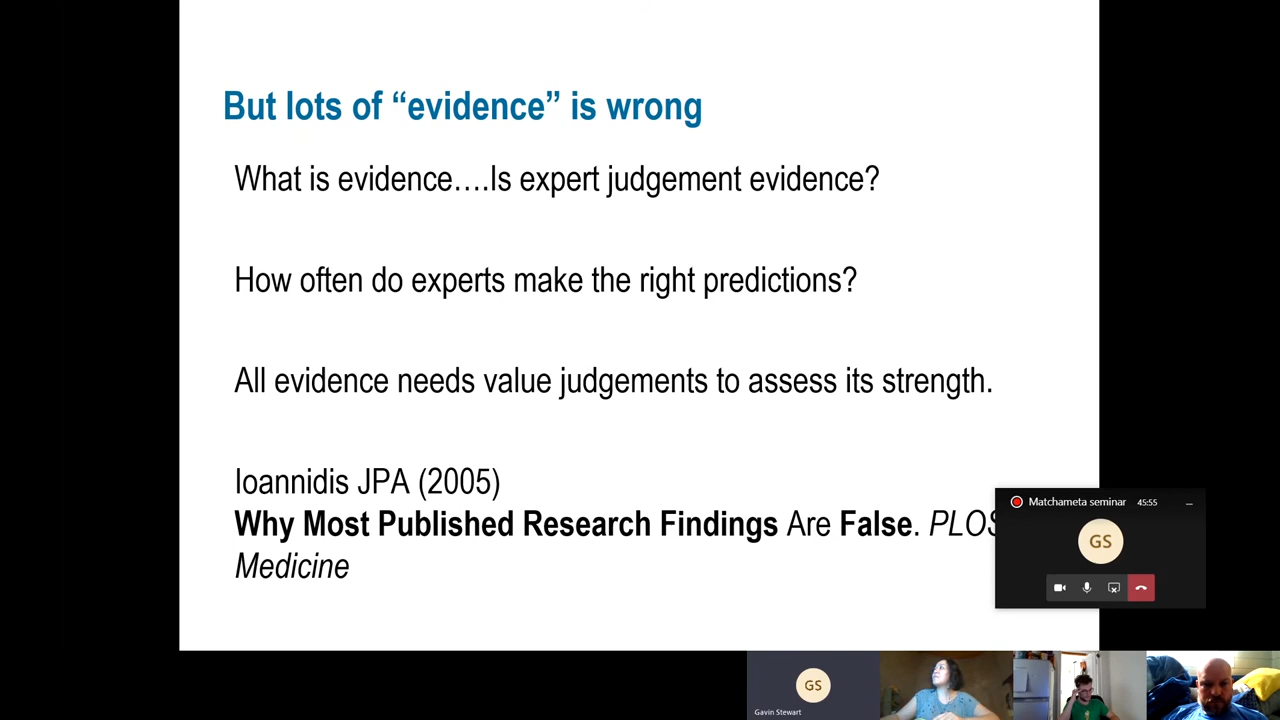 But lots of “evidence” is wrong
What is evidence….Is expert judgement evidence?
How often do experts make the right predictions?
All evidence needs value judgements to assess its strength.
Ioannidis JPA (2005)
Why Most Published Research Findings Are False. PLOS
Medicine
Matchameta seminar 45:55
GS
GS
Gavin Stewart